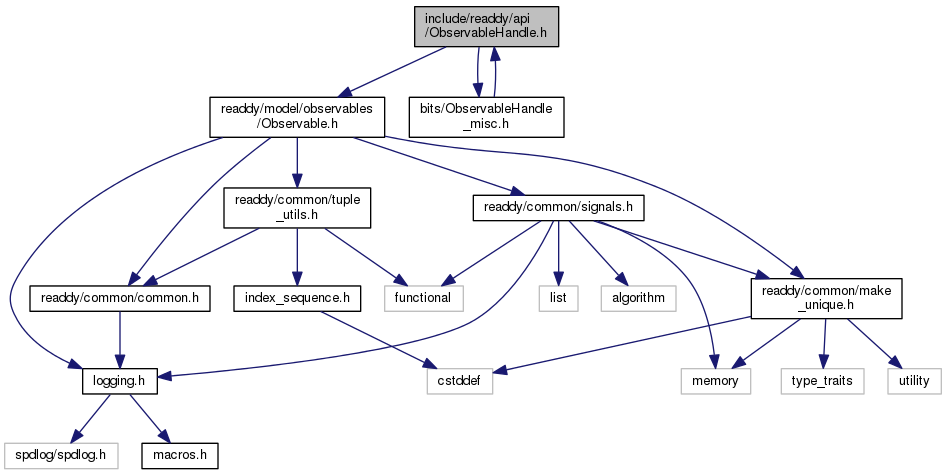 include/readdy/api
/ObservableHandle.h
readdy/model/observables
/Observable.h
bits/ObservableHandle
_misc.h
readdy/common/tuple
_utils.h
readdy/common/signals.h
readdy/common/common.h
index_sequence.h
functional
list
algorithm
readdy/common/make
_unique.h
logging.h
cstddef
memory
type_traits
utility
spdlog/spdlog.h
macros.h